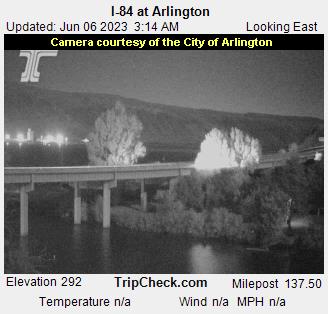 I-84 at Arlington
Updated: Jun 06 2023 3:14 AM Looking East
Camera courtesy of the City of Arlington
Elevation 292 TripCheck.com Milepost 137.50
Temperature n/a Wind n/a MPH n/a